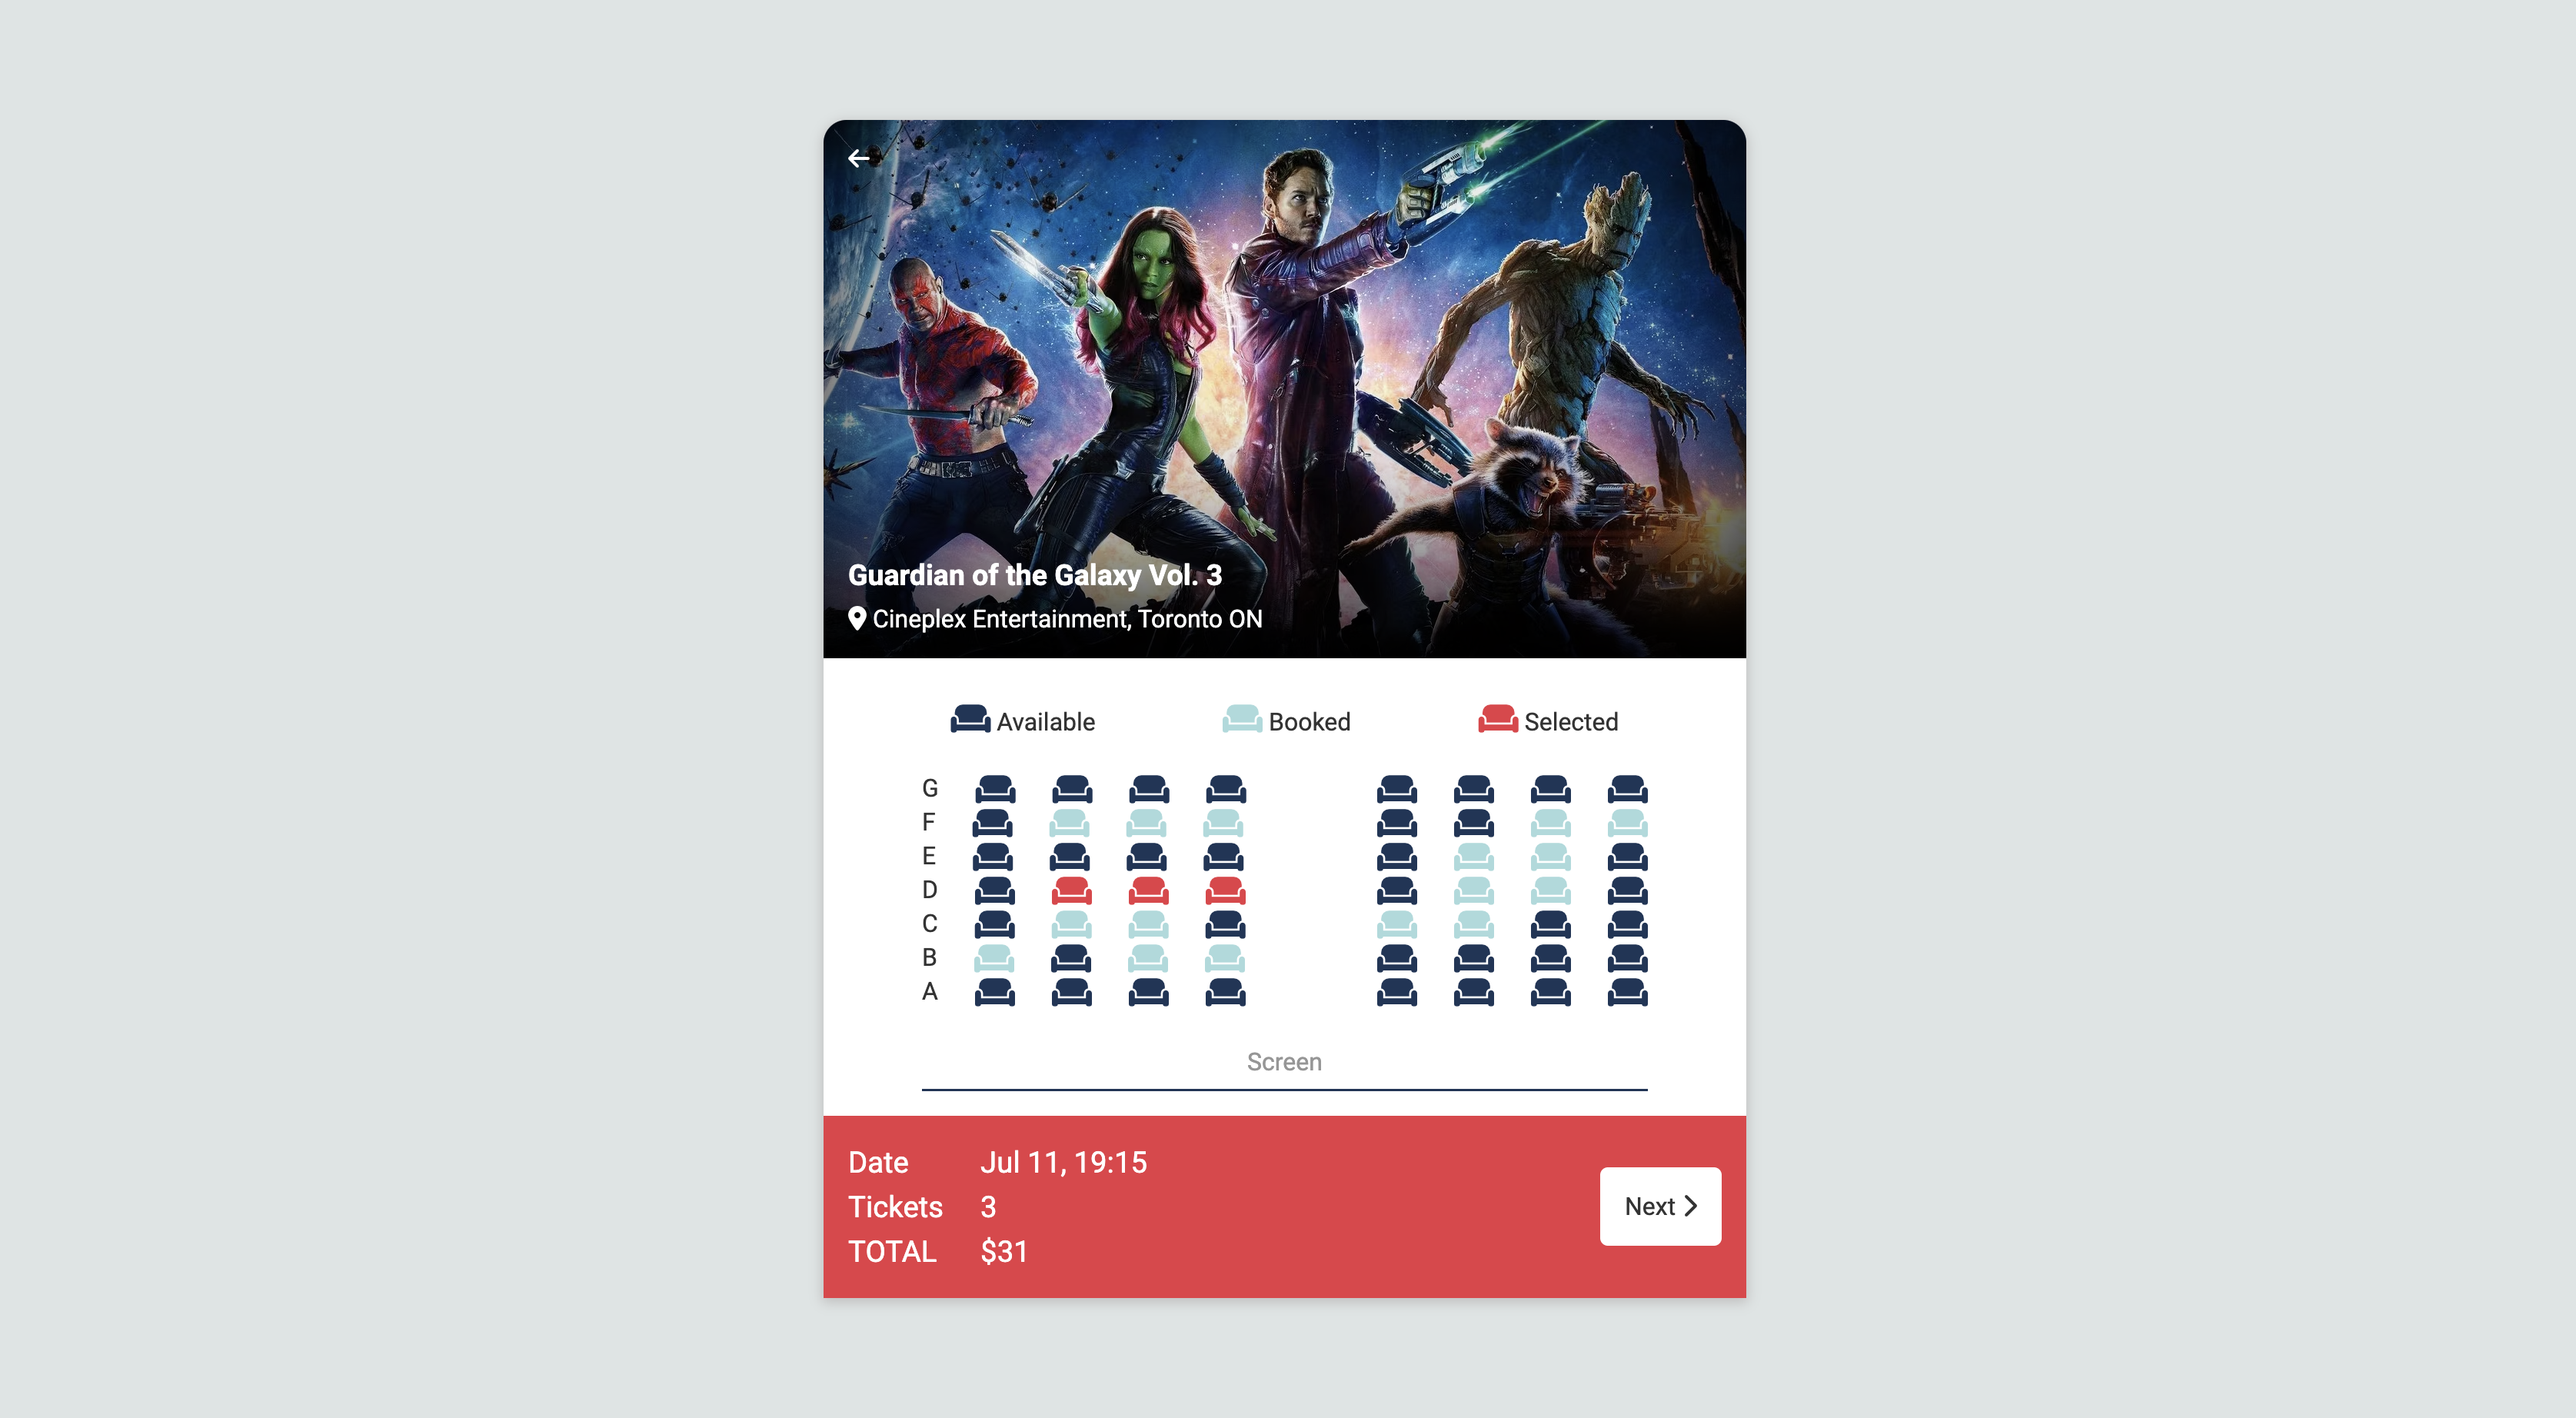 Guardian of the Galaxy Vol. 3
Cineplex Entertainment, Toronto ON
Available Booked Selected
G
F
E
D
C
B
A
Screen
Date Jul 11, 19:15
Tickets 3
TOTAL $31
Next